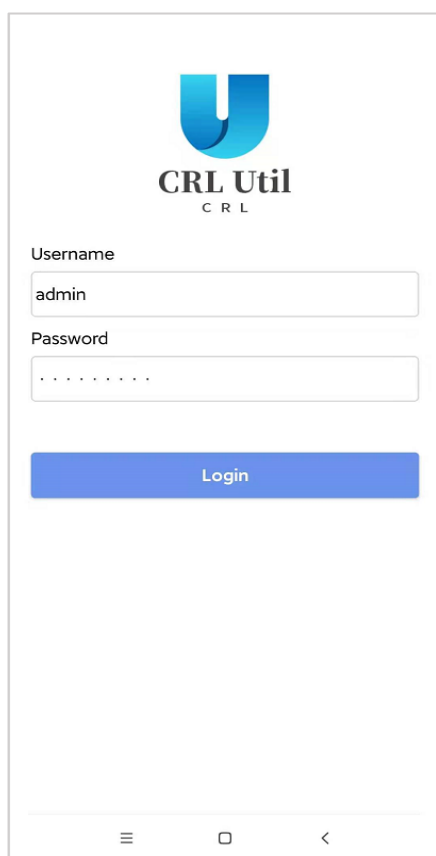 CRL Util
CRL
Username
admin
Password
.........
Login